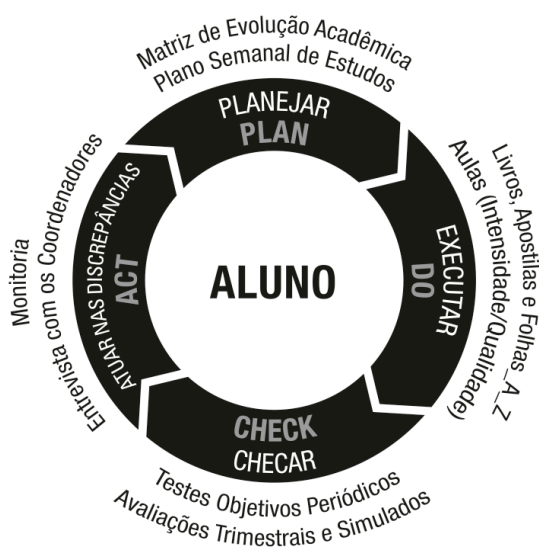 Matriz de Evolução Acadêmica
Plano Semanal de Estudos
PLANEJAR
PLAN
Livros, Apostilas e Folhas_A_Z
Aulas (Intensidade/Qualidade)
EXECUTAR
DO
ALUNO
CHECK
CHECAR
Testes Objetivos Periódicos
Avaliações Trimestrais e Simulados
Monitoria
Entrevista com os Coordenadores
ATUAR NAS DISCREPÂNCIAS
ACT